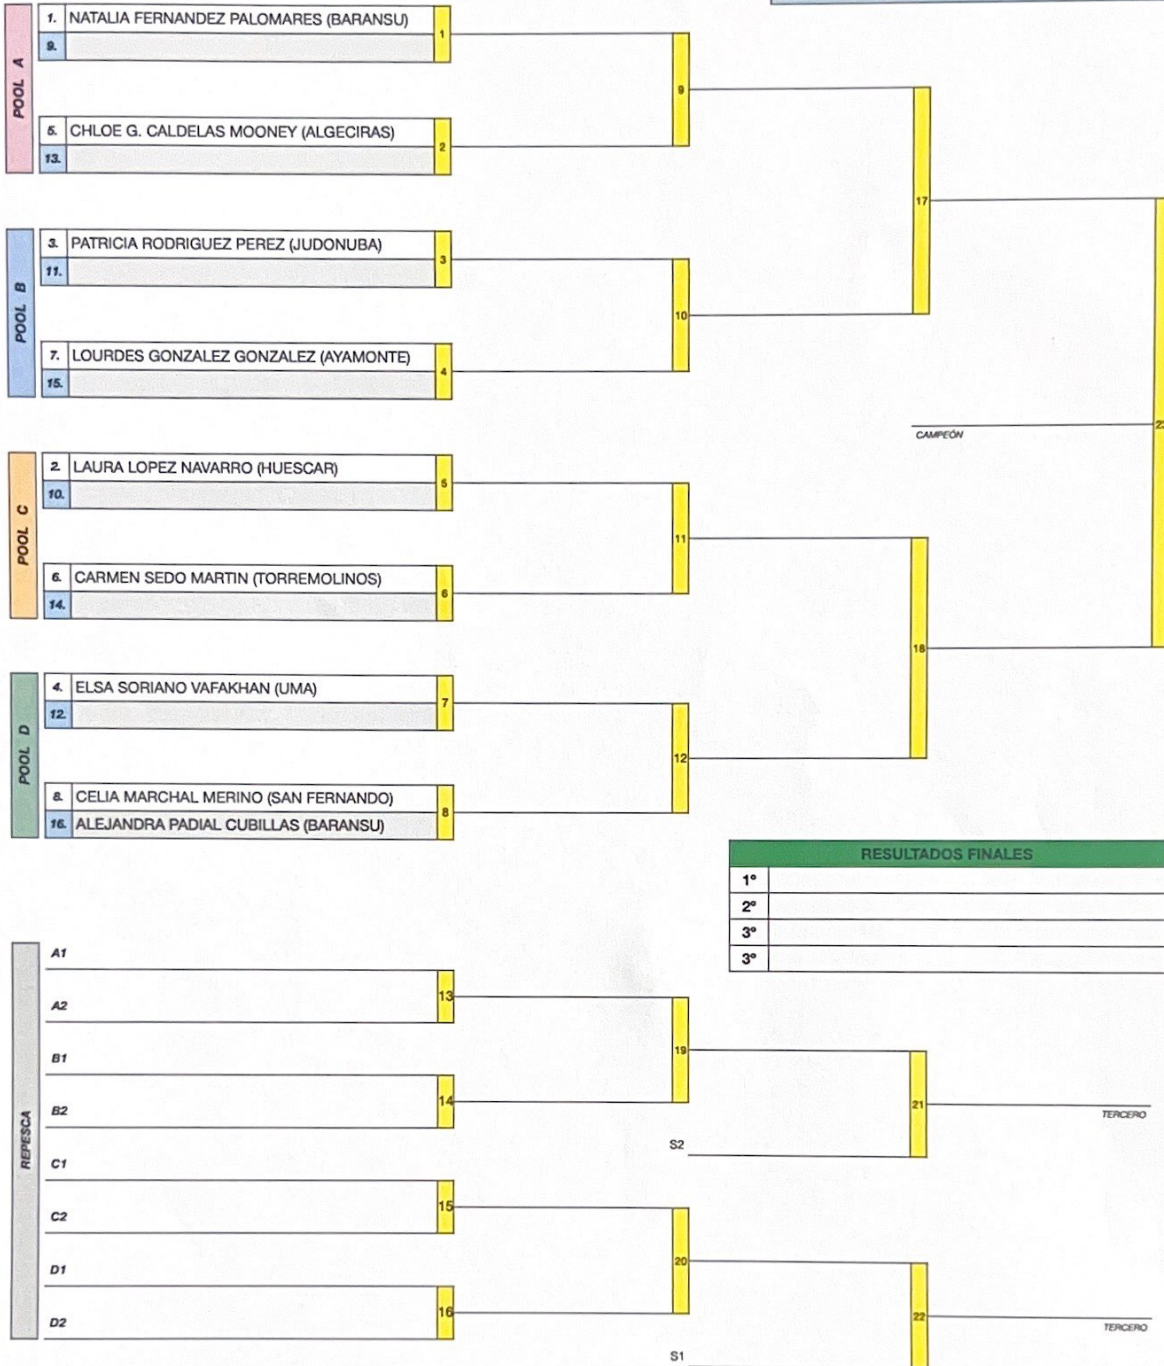 POOL A
1. NATALIA FERNANDEZ PALOMARES (BARANSU)
9.
1
5. CHLOE G. CALDELAS MOONEY (ALGECIRAS)
13.
2
9
17
POOL B
3. PATRICIA RODRIGUEZ PEREZ (JUDONUBA)
11.
3
7. LOURDES GONZALEZ GONZALEZ (AYAMONTE)
15.
4
10
CAMPEÓN
POOL C
2. LAURA LOPEZ NAVARRO (HUESCAR)
10.
5
6. CARMEN SEDO MARTIN (TORREMOLINOS)
14.
6
11
18
POOL D
4. ELSA SORIANO VAFAKHAN (UMA)
12.
7
8. CELIA MARCHAL MERINO (SAN FERNANDO)
16. ALEJANDRA PADIAL CUBILLAS (BARANSU)
8
12
RESULTADOS FINALES
1º
2º
3º
3º
REPESCA
A1
A2
13
B1
B2
14
19
S2
21
TERCERO
C1
C2
15
D1
D2
16
20
S1
22
TERCERO